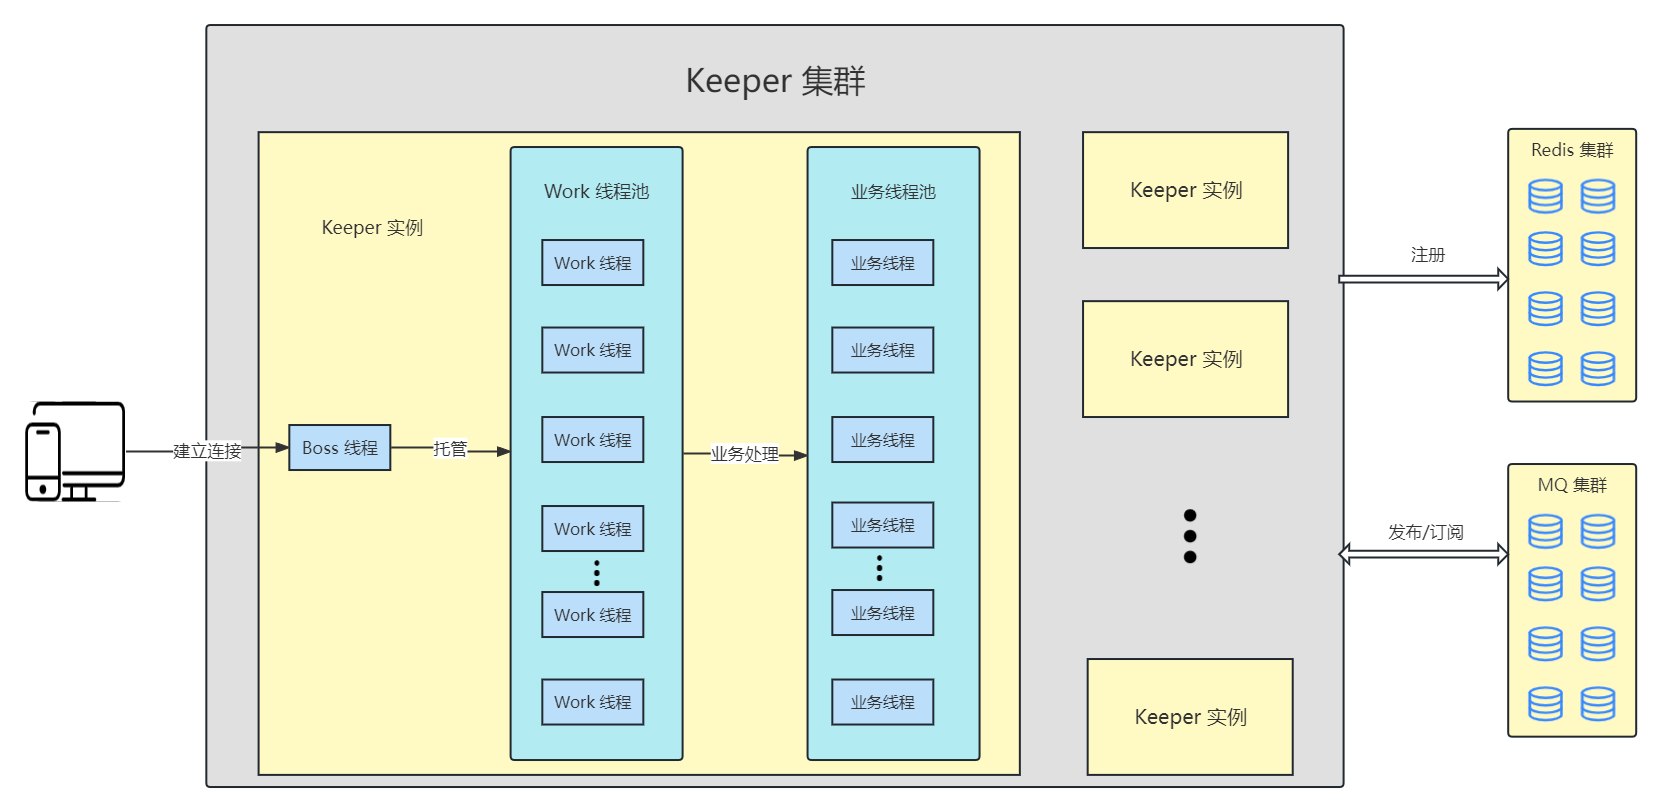 Keeper 集群
Keeper 实例
建立连接
Boss 线程
托管
Work 线程池
Work 线程
Work 线程
Work 线程
Work 线程
Work 线程
Work 线程
业务处理
业务线程池
业务线程
业务线程
业务线程
业务线程
业务线程
业务线程
Keeper 实例
Keeper 实例
Keeper 实例
注册
发布/订阅
Redis 集群
MQ 集群